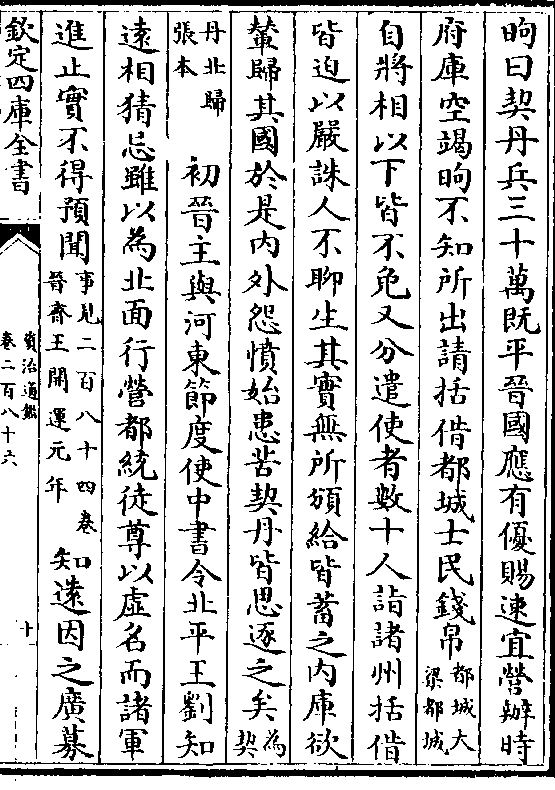 昫曰契丹兵三十萬既平晉國應有優賜速宜營辦時
府庫空竭昫不知所出請括借都城士民錢帛都城大
梁都城
自將相以下皆不免又分遣使者數十人詣諸州括借
皆迫以嚴誅人不聊生其實無所頒給皆蓄之内庫欲
輦歸其國於是内外怨憤始患苦契丹皆思逐之矣為
契
丹北歸
張本
初晉主與河東節度使中書令北平王劉知
遠相猜忌雖以為北面行營都統徒尊以虚名而諸軍
進止實不得預聞事見二百八十四卷
晉齊王開運元年
知遠因之廣募
欽定四庫全書
資治通鑑
卷二百八十六
十